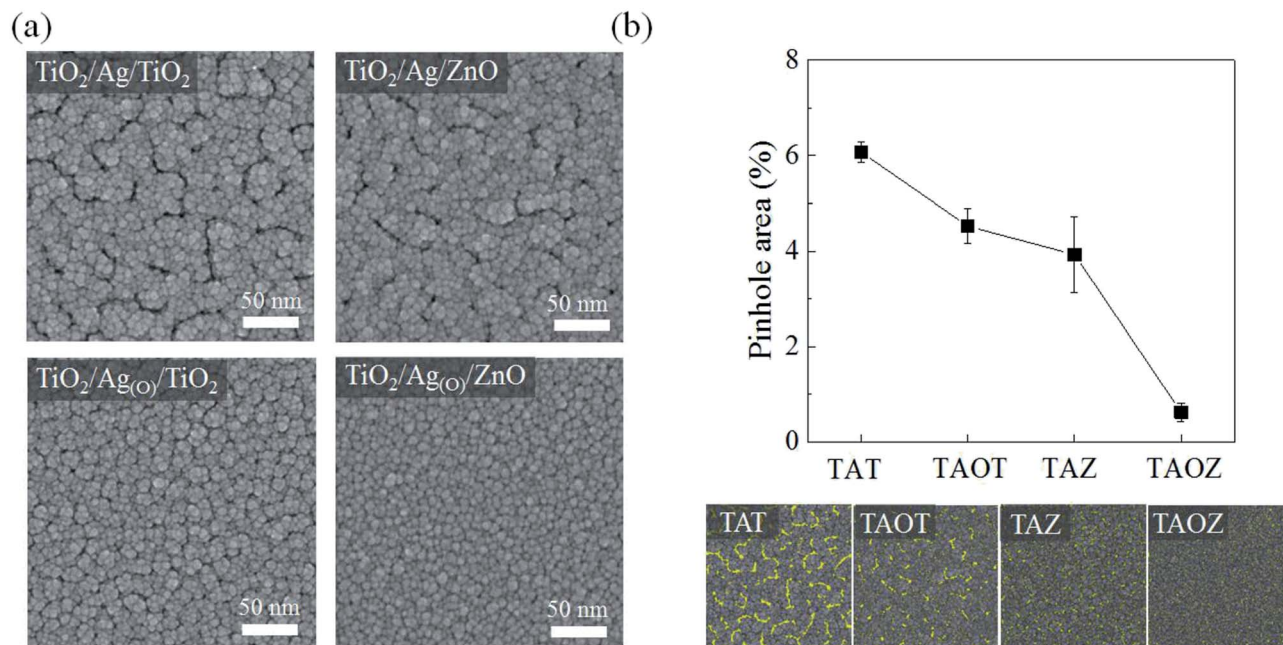 (a)
(b)
TiO2/Ag/TiO2
TiO2/Ag/ZnO
50 nm
50 nm
TiO2/Ag(O)/TiO2
TiO2/Ag(O)/ZnO
50 nm
50 nm
Pinhole area (%)
8
6
4
2
0
TAT TAOT TAZ TAOZ
TAT TAOT TAZ TAOZ